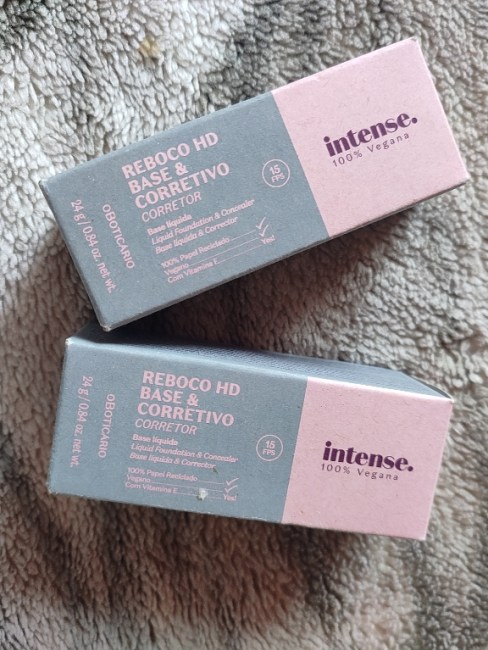 REBOCO HD
BASE &
CORRETIVO
CORRETOR
Base líquida
Liquid Foundation & Concealer
Base líquida & Corrector
100% Papel Reciclado
Vegano
Com Vitamina E Yes!
15
FPS
intense.
100% Vegana
oBOTICÁRIO
24 g / 0.84 oz. net wt.
REBOCO HD
BASE &
CORRETIVO
CORRETOR
Base líquida
Liquid Foundation & Concealer
Base líquida & Corrector
100% Papel Reciclado
Vegano
Com Vitamina E Yes!
15
FPS
intense.
100% Vegana
oBOTICÁRIO
24 g / 0.84 oz. net wt.